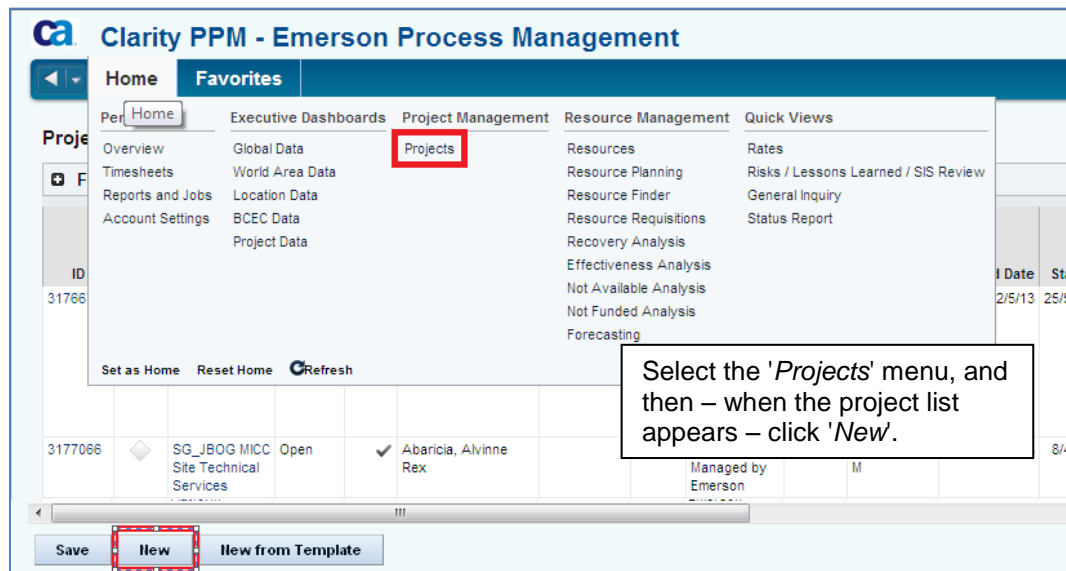 ca Clarity PPM - Emerson Process Management
Home Favorites
Home
Per Executive Dashboards Project Management Resource Management Quick Views
Proje
Overview Global Data Projects Resources Rates
Timesheets World Area Data Resource Planning Risks / Lessons Learned / SIS Review
F
Reports and Jobs Location Data Resource Finder General Inquiry
Account Settings BCEC Data Resource Requisitions Status Report
Project Data Recovery Analysis
Effectiveness Analysis
ID d Date Sta
Not Available Analysis
31766 2/5/13 25/5
Not Funded Analysis
Forecasting
Set as Home Reset Home Refresh
Select the 'Projects' menu, and
then – when the project list
appears – click 'New'.
3177066 SG_JBOG MICC Open Abaricia, Alvinne 8/4
Site Technical Rex Managed by M
Services Emerson
Save New New from Template